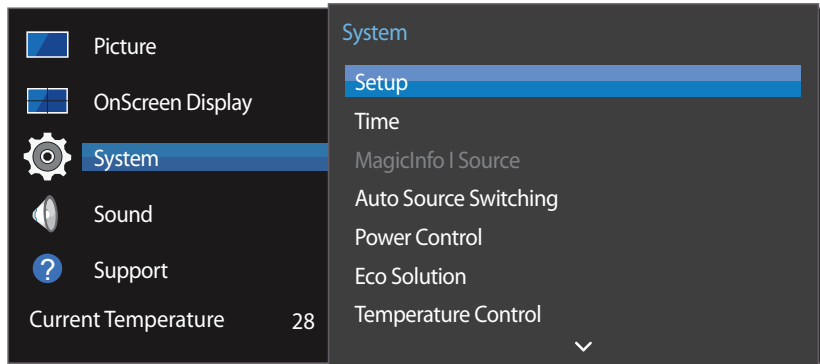 Picture
OnScreen Display
System
Sound
Support
Current Temperature 28
System
Setup
Time
MagicInfo I Source
Auto Source Switching
Power Control
Eco Solution
Temperature Control